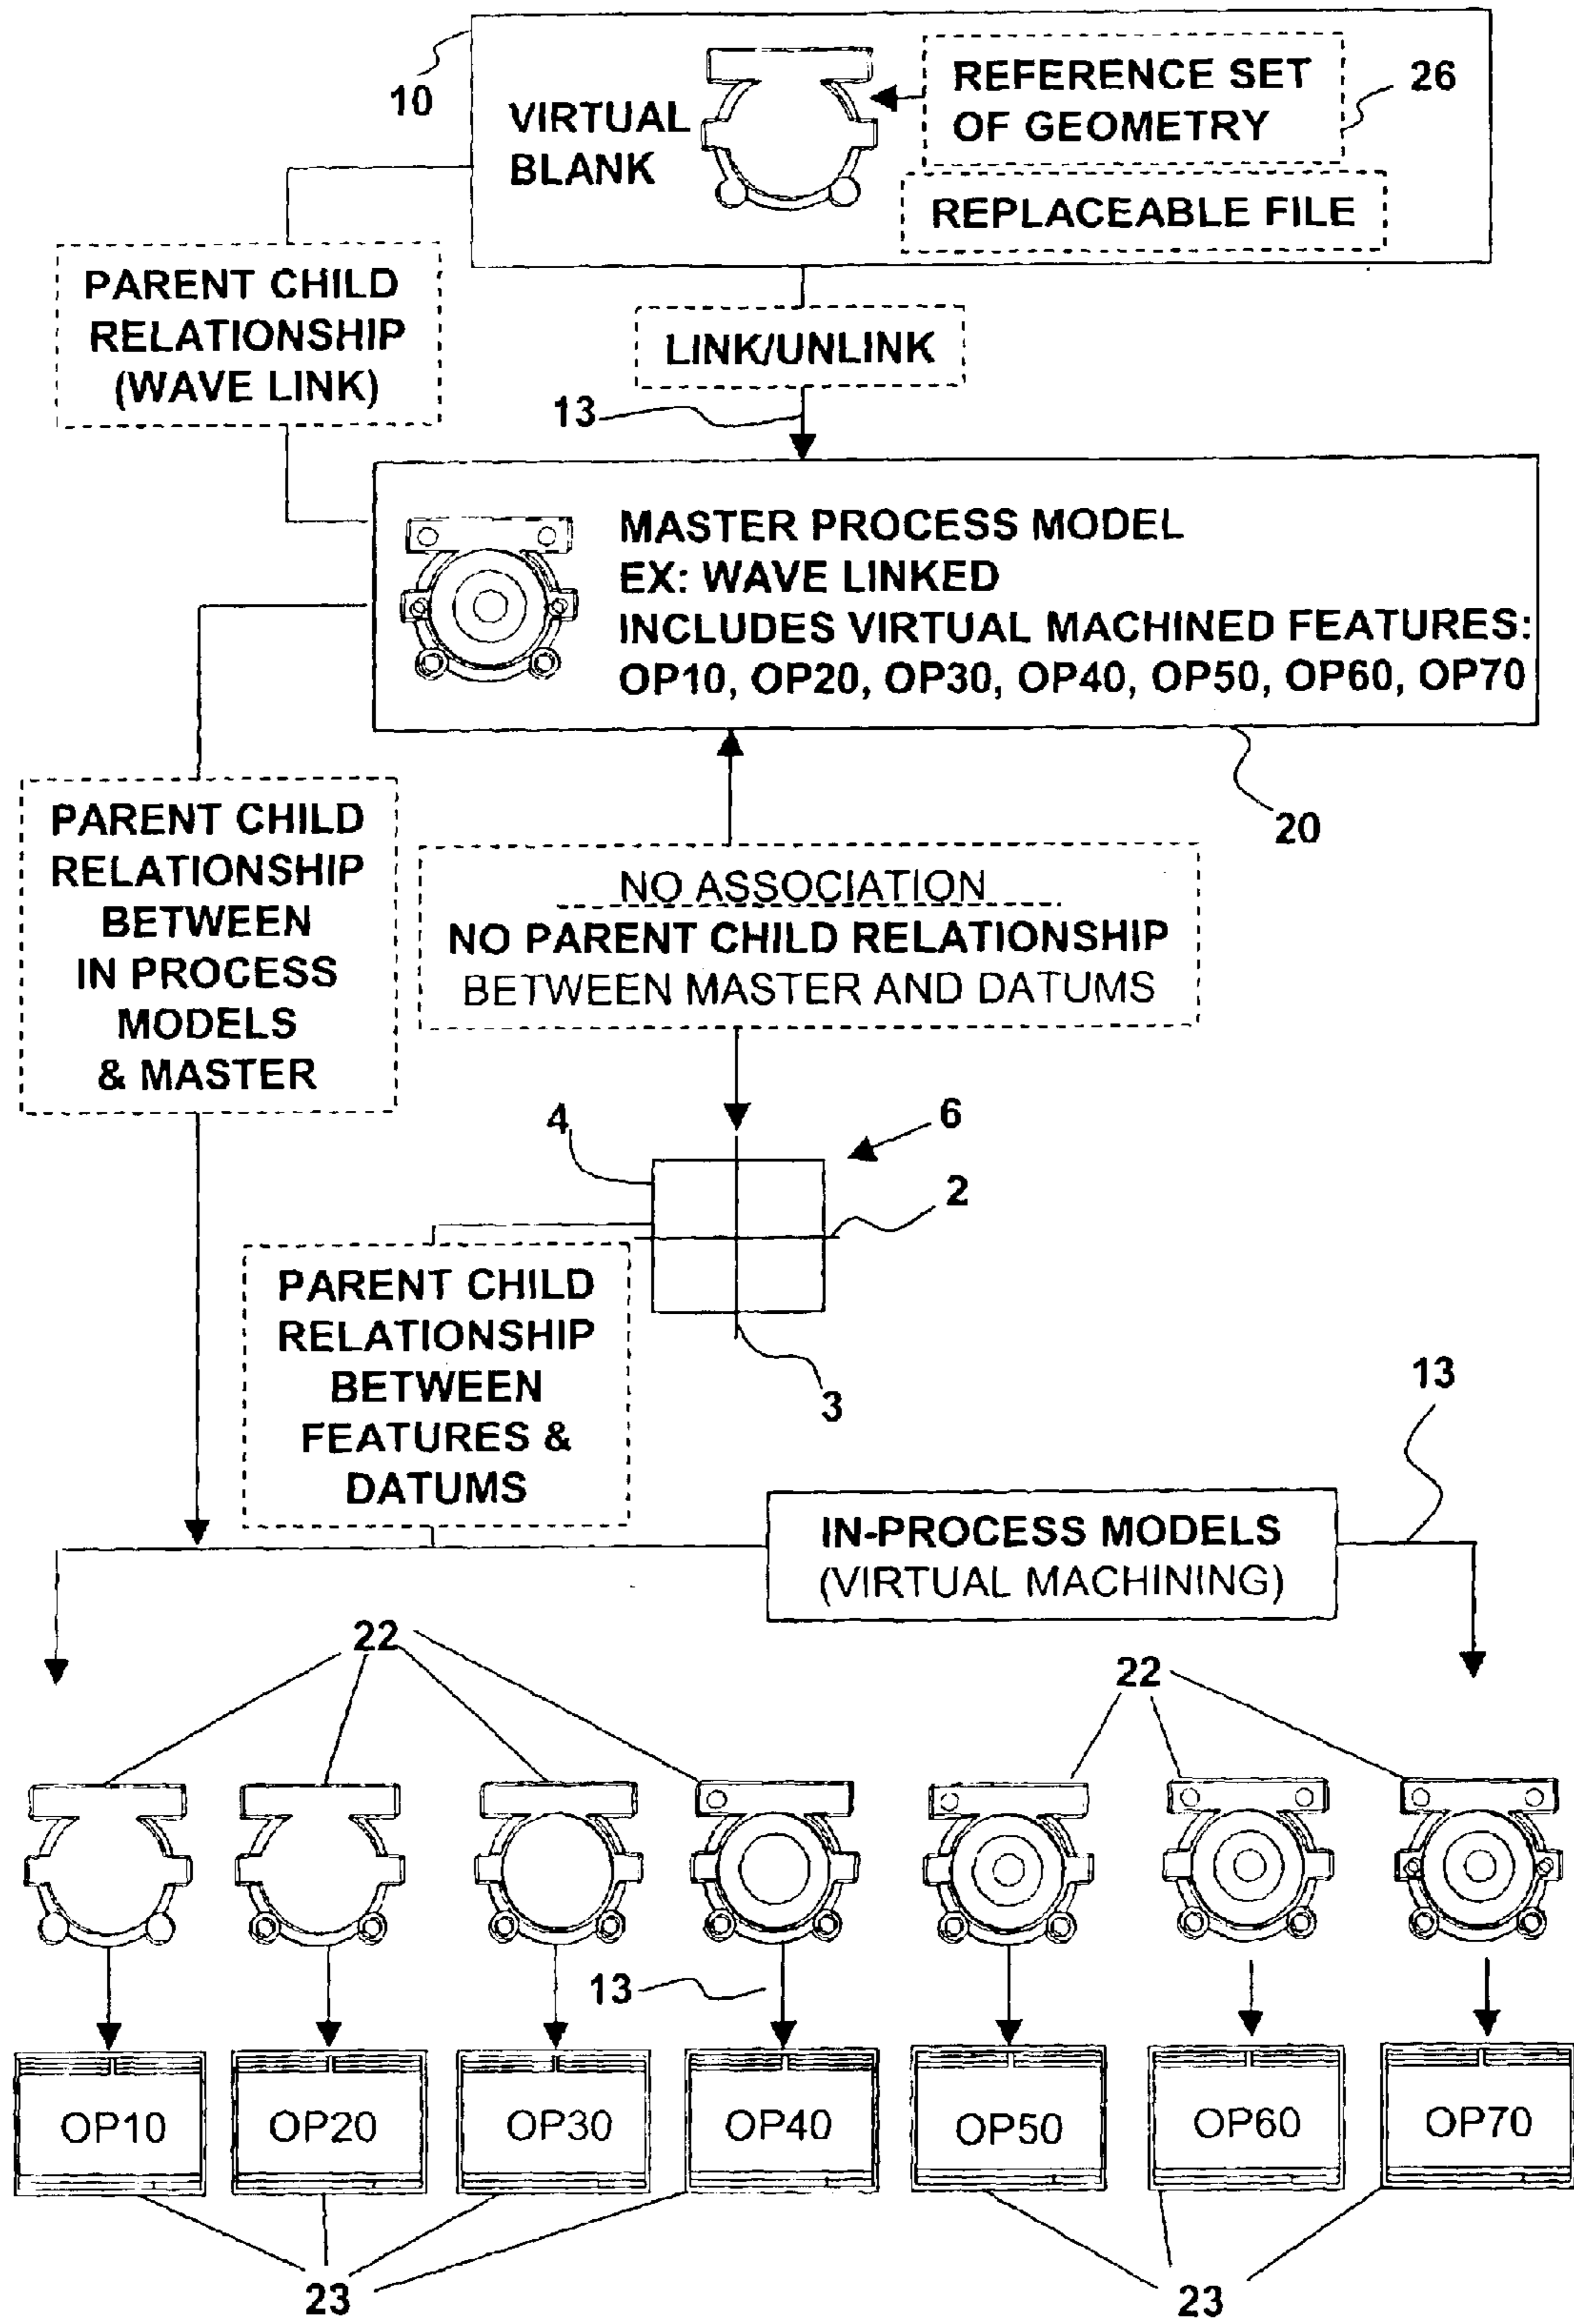 10
VIRTUAL
BLANK
REFERENCE SET
OF GEOMETRY
26
REPLACEABLE FILE
PARENT CHILD
RELATIONSHIP
(WAVE LINK)
LINK/UNLINK
13
MASTER PROCESS MODEL
EX: WAVE LINKED
INCLUDES VIRTUAL MACHINED FEATURES:
OP10, OP20, OP30, OP40, OP50, OP60, OP70
20
PARENT CHILD
RELATIONSHIP
BETWEEN
IN PROCESS
MODELS
& MASTER
NO ASSOCIATION
NO PARENT CHILD RELATIONSHIP
BETWEEN MASTER AND DATUMS
4
6
2
3
PARENT CHILD
RELATIONSHIP
BETWEEN
FEATURES &
DATUMS
13
IN-PROCESS MODELS
(VIRTUAL MACHINING)
22
22
13
OP10
OP20
OP30
OP40
OP50
OP60
OP70
23
23